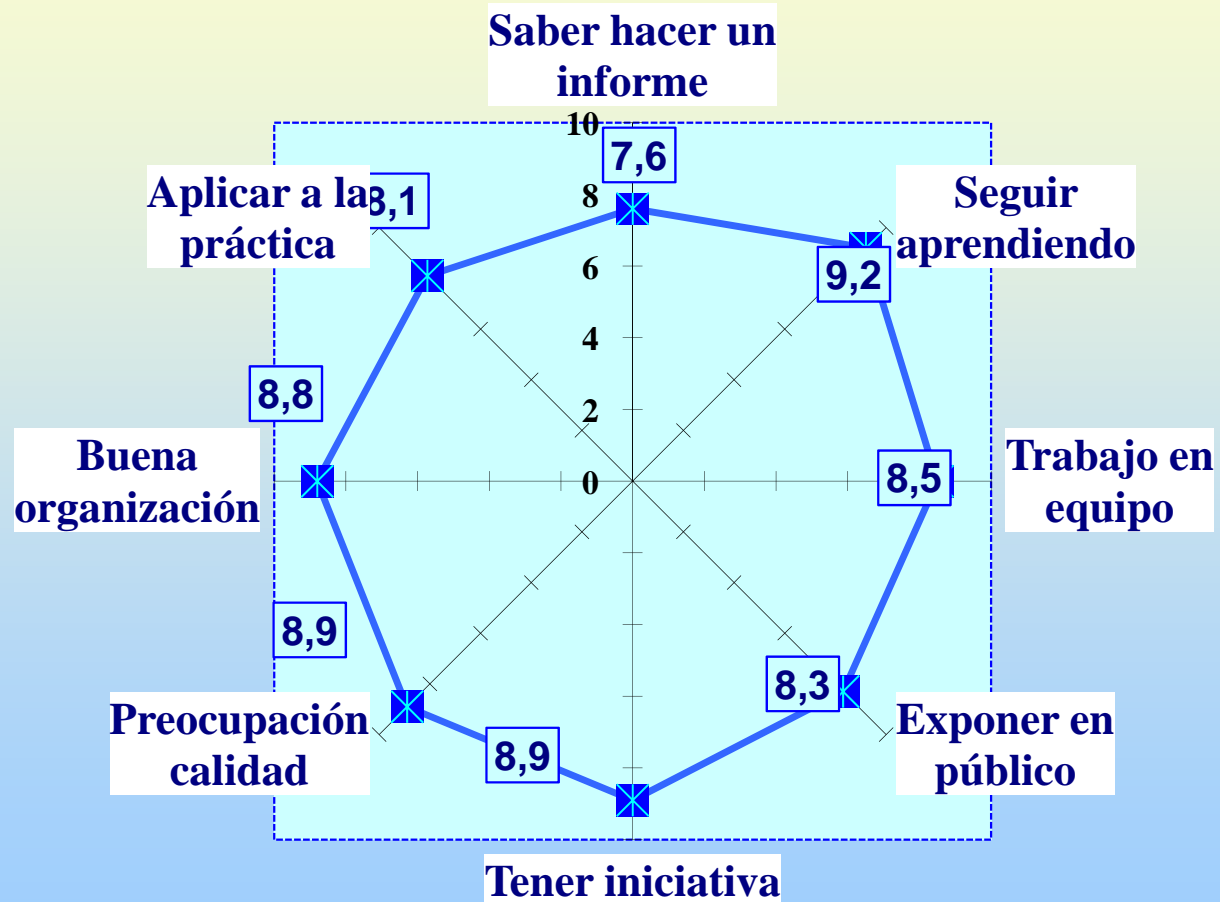 Saber hacer un
informe
10
7,6
Aplicar a la
práctica
8,1
8
Seguir
aprendiendo
9,2
6
4
8,8
2
Buena
organización
0
8,5
Trabajo en
equipo
8,9
8,3
Preocupación
calidad
8,9
Exponer en
público
Tener iniciativa